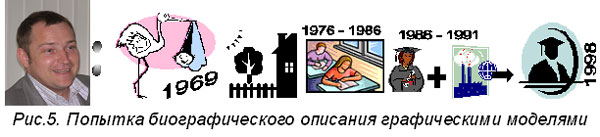 1976 - 1986
1986 - 1991
1969
1998
Рис.5. Попытка биографического описания графическими моделями